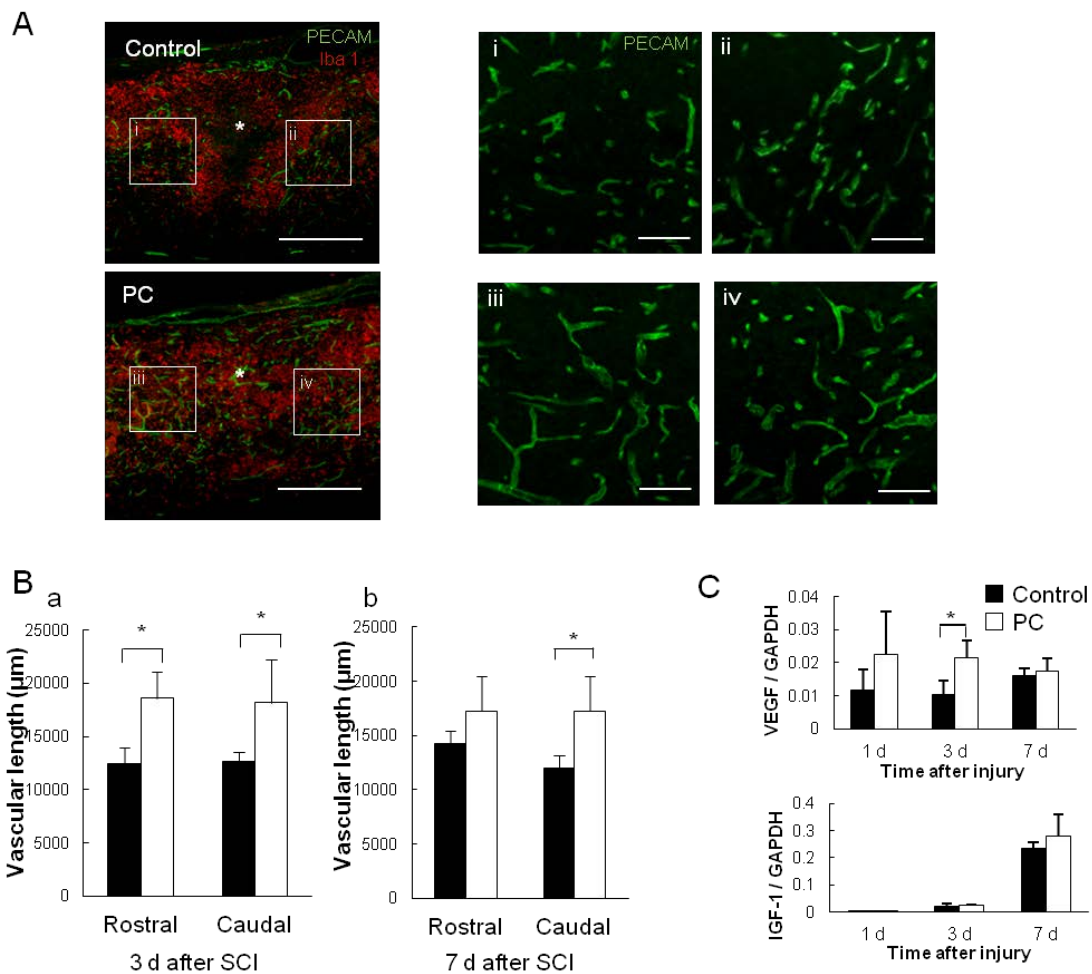 A
Control
PECAM
Iba 1
i
ii
*
PC
iii
iv
*
i
PECAM
ii
iii
iv
B
a
25000
20000
15000
10000
5000
0
Vascular length (µm)
*
*
Rostral
Caudal
3 d after SCI
b
25000
20000
15000
10000
5000
0
Vascular length (µm)
*
Rostral
Caudal
7 d after SCI
C
Control
PC
0.04
0.03
0.02
0.01
0
VEGF / GAPDH
*
1 d
3 d
7 d
Time after injury
0.4
0.3
0.2
0.1
0
IGF-1 / GAPDH
1 d
3 d
7 d
Time after injury